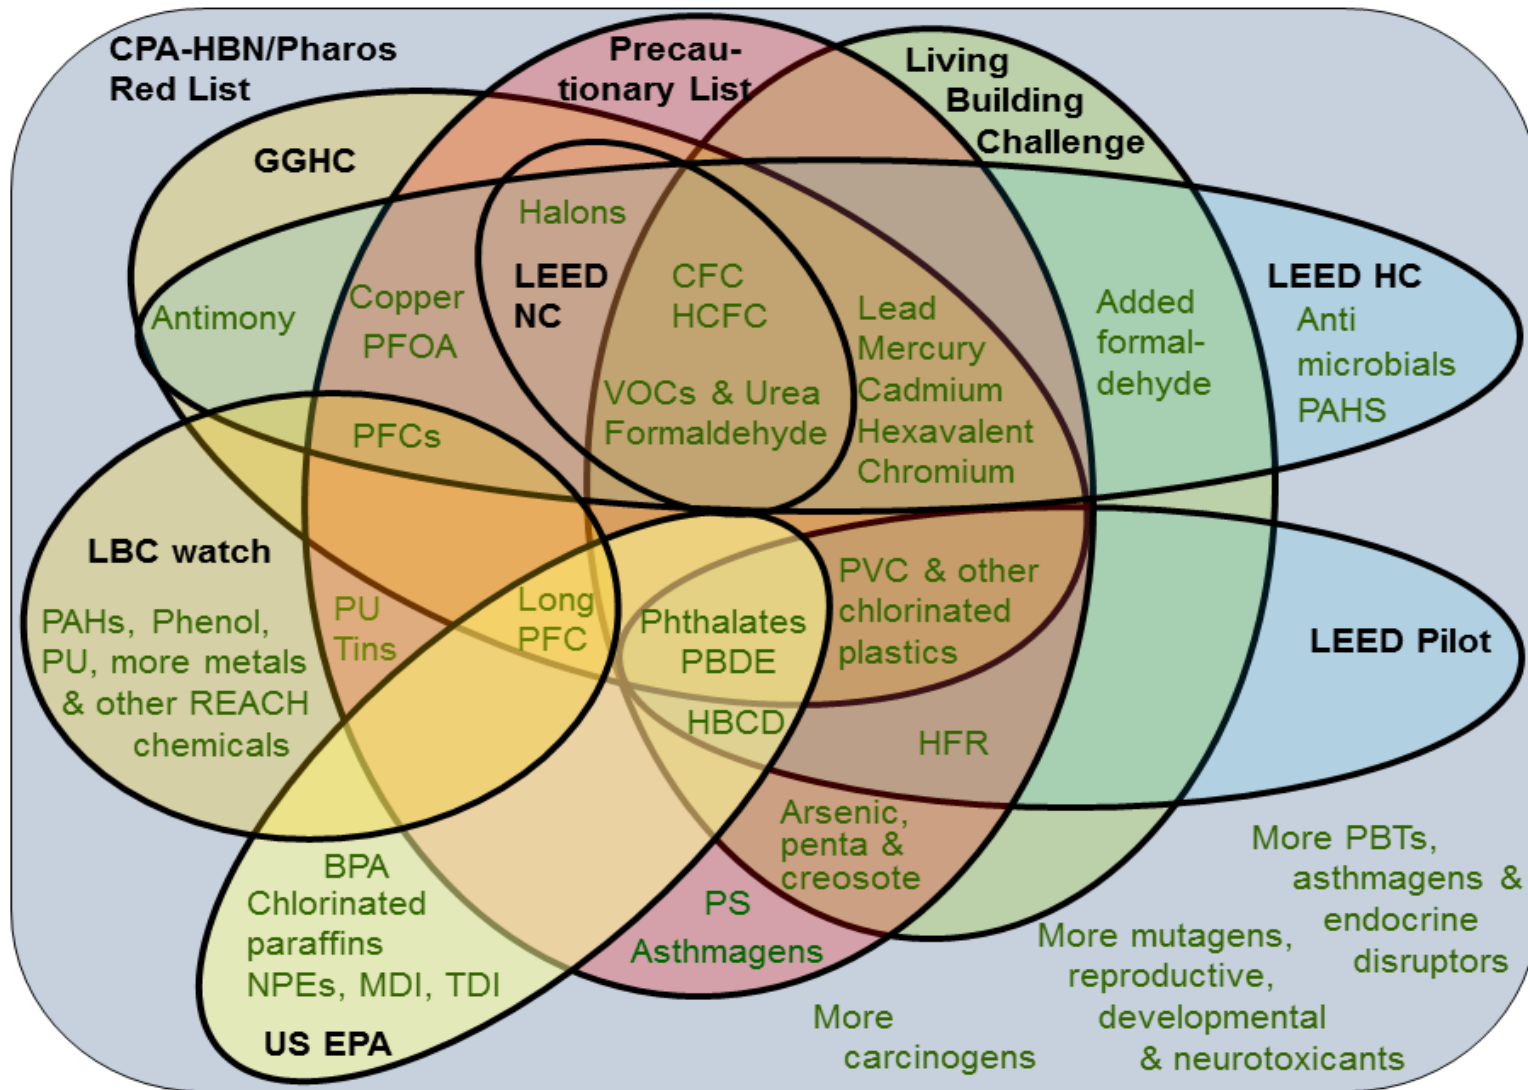 CPA-HBN/Pharos
Red List
Precau-
tionary List
Living
Building
Challenge
GGHC
Halons
LEED
NC
CFC
HCFC
VOCs & Urea
Formaldehyde
Copper
PFOA
Antimony
Lead
Mercury
Cadmium
Hexavalent
Chromium
Added
formal-
dehyde
LEED HC
Anti
microbials
PAHS
PFCs
LBC watch
PAHs, Phenol,
PU, more metals
& other REACH
chemicals
PU
Tins
Long
PFC
Phthalates
PBDE
HBCD
PVC & other
chlorinated
plastics
LEED Pilot
HFR
Arsenic,
penta &
creosote
PS
Asthmagens
BPA
Chlorinated
paraffins
NPEs, MDI, TDI
US EPA
More
carcinogens
More mutagens,
reproductive,
developmental
& neurotoxicants
More PBTs,
asthmagens &
endocrine
disruptors